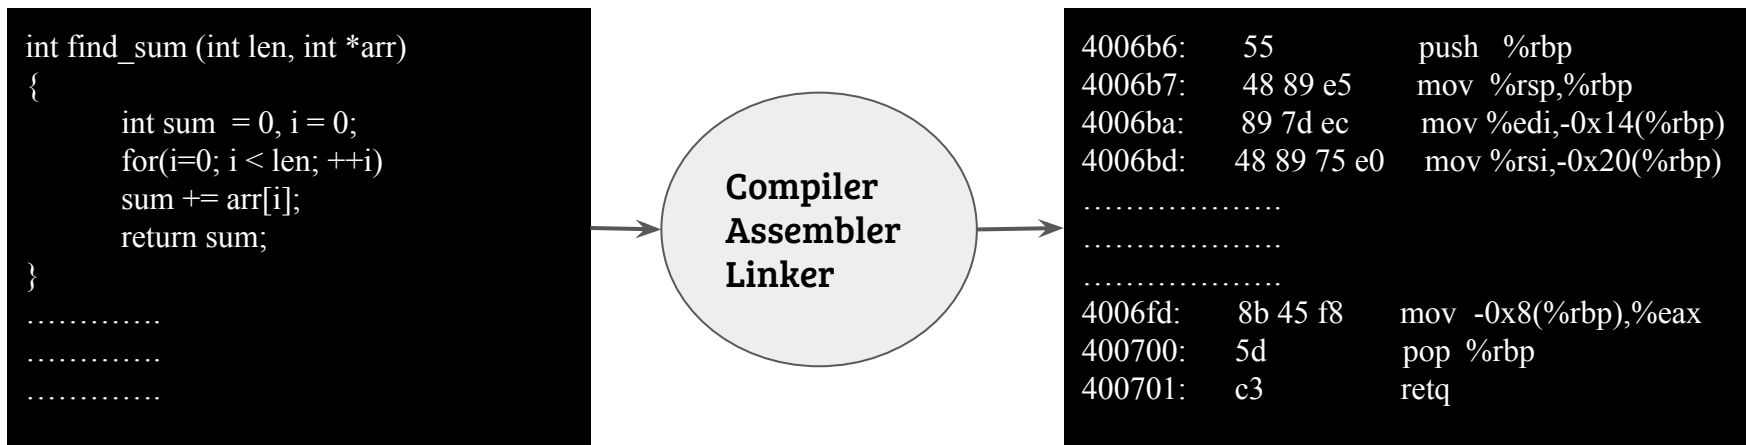 int find_sum (int len, int *arr)
{
int sum  = 0, i = 0;
for(i=0; i < len; ++i)
sum += arr[i];
return sum;
}
………….
………….
………….
Compiler
Assembler
Linker
4006b6: 55 push %rbp
4006b7: 48 89 e5 mov %rsp,%rbp
4006ba: 89 7d ec mov %edi,-0x14(%rbp)
4006bd: 48 89 75 e0 mov %rsi,-0x20(%rbp)
……………….
……………….
……………….
4006fd: 8b 45 f8 mov -0x8(%rbp),%eax
400700: 5d pop %rbp
400701: c3 retq